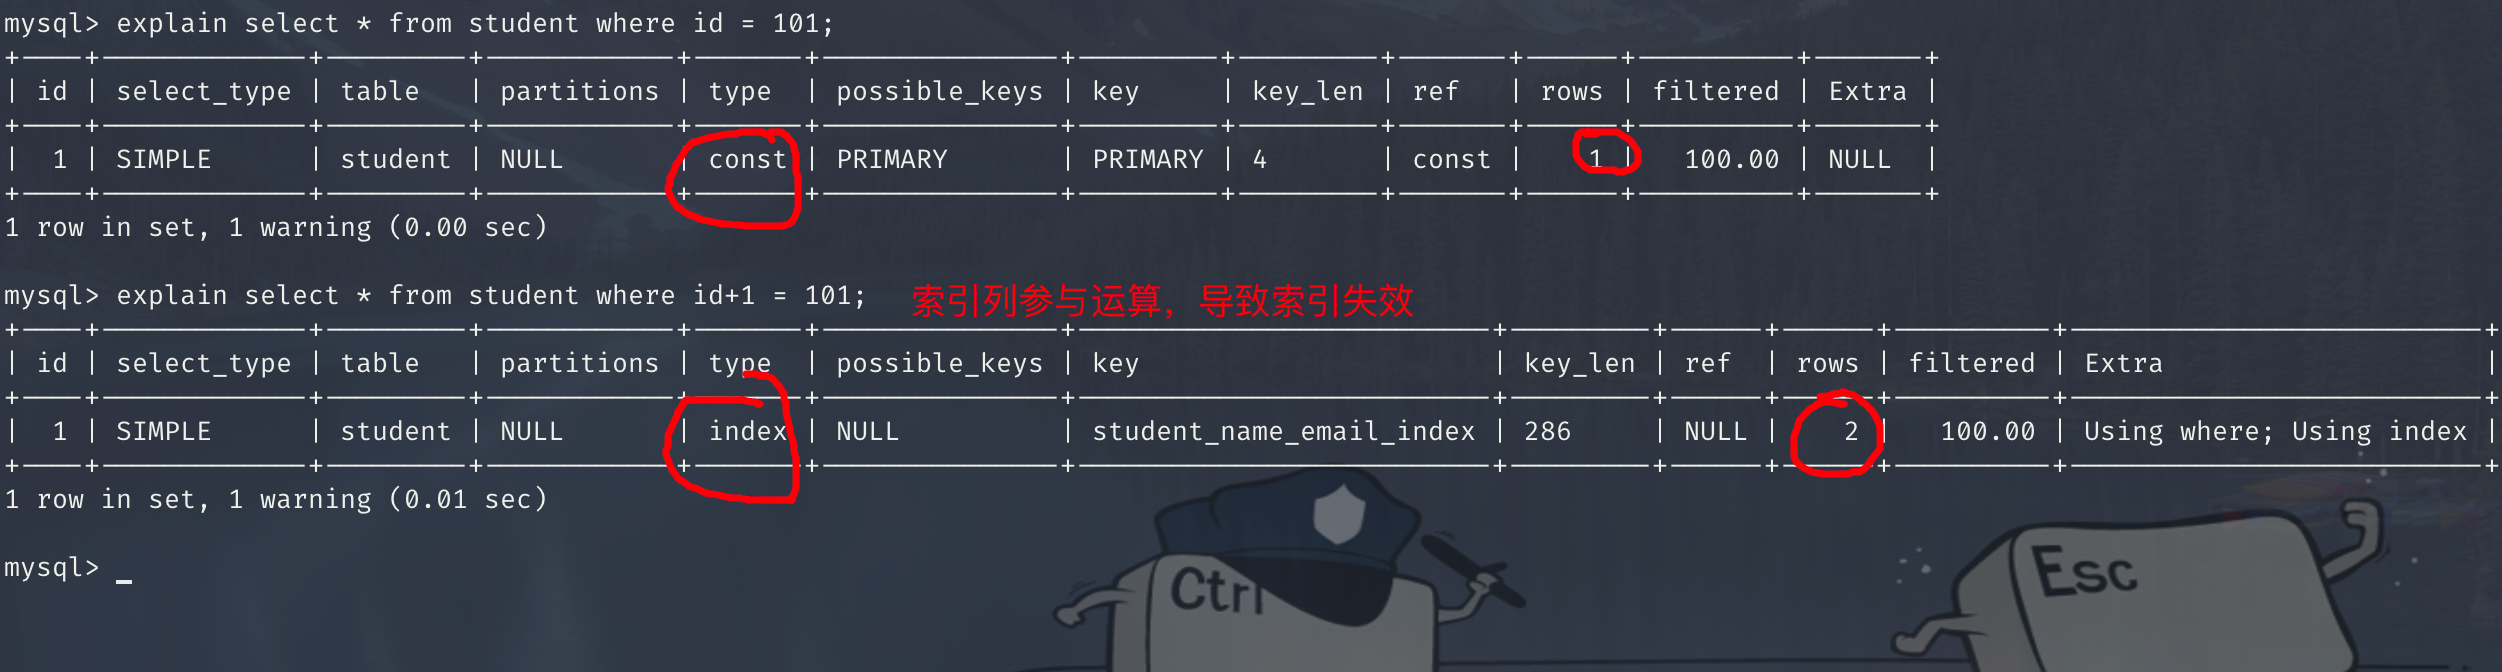 mysql> explain select * from student where id = 101;
| id | select_type | table | partitions | type | possible_keys | key | key_len | ref | rows | filtered | Extra |
| 1 | SIMPLE | student | NULL | const | PRIMARY | PRIMARY | 4 | const | 1 | 100.00 | NULL |
1 row in set, 1 warning (0.00 sec)
mysql> explain select * from student where id+1 = 101; 索引列参与运算，导致索引失效
| id | select_type | table | partitions | type | possible_keys | key | key_len | ref | rows | filtered | Extra |
| 1 | SIMPLE | student | NULL | index | NULL | student_name_email_index | 286 | NULL | 2 | 100.00 | Using where; Using index |
1 row in set, 1 warning (0.01 sec)
mysql> _
Ctrl
Esc